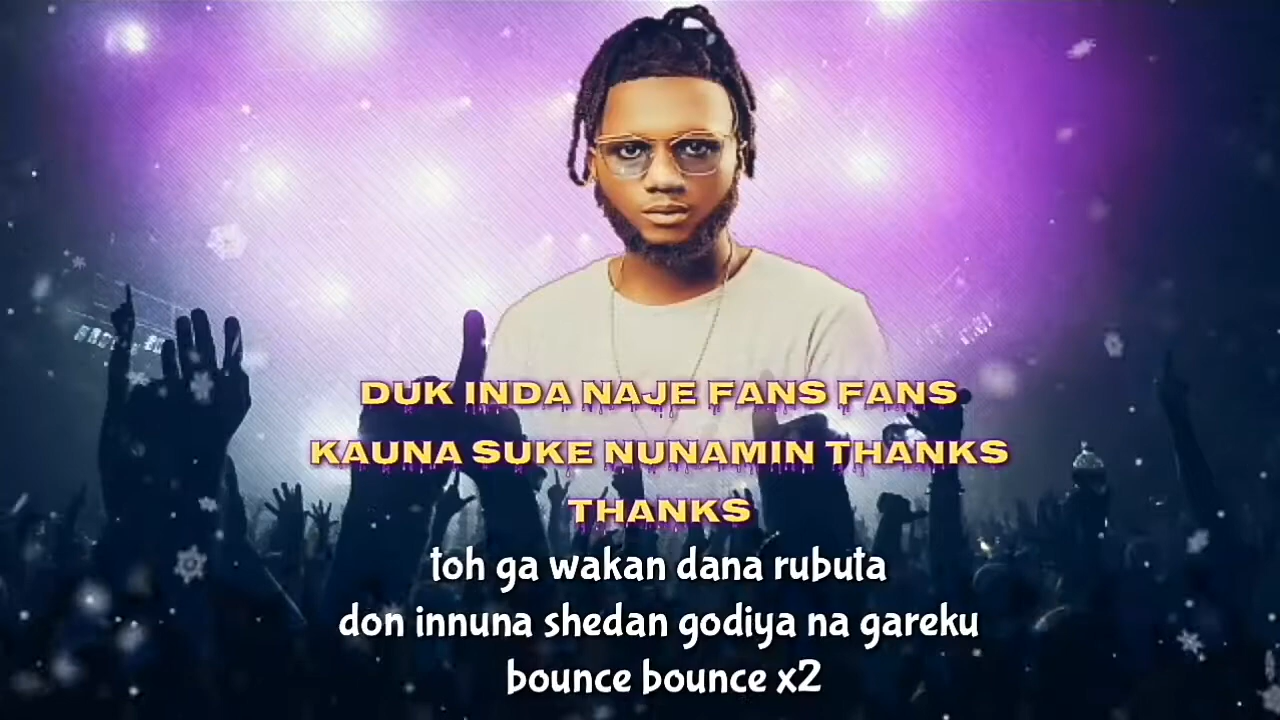 DUK INDA NAJE FANS FANS
KAUNA SUKE NUNAMIN THANKS
THANKS
toh ga wakan dana rubuta
don innuna shedan godiya na gareku
bounce bounce x2